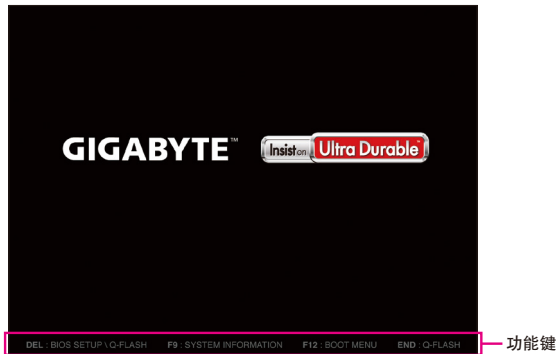 GIGABYTE™ Insist on Ultra Durable™
DEL : BIOS SETUP \ Q-FLASH F9 : SYSTEM INFORMATION F12 : BOOT MENU END : Q-FLASH
功能键